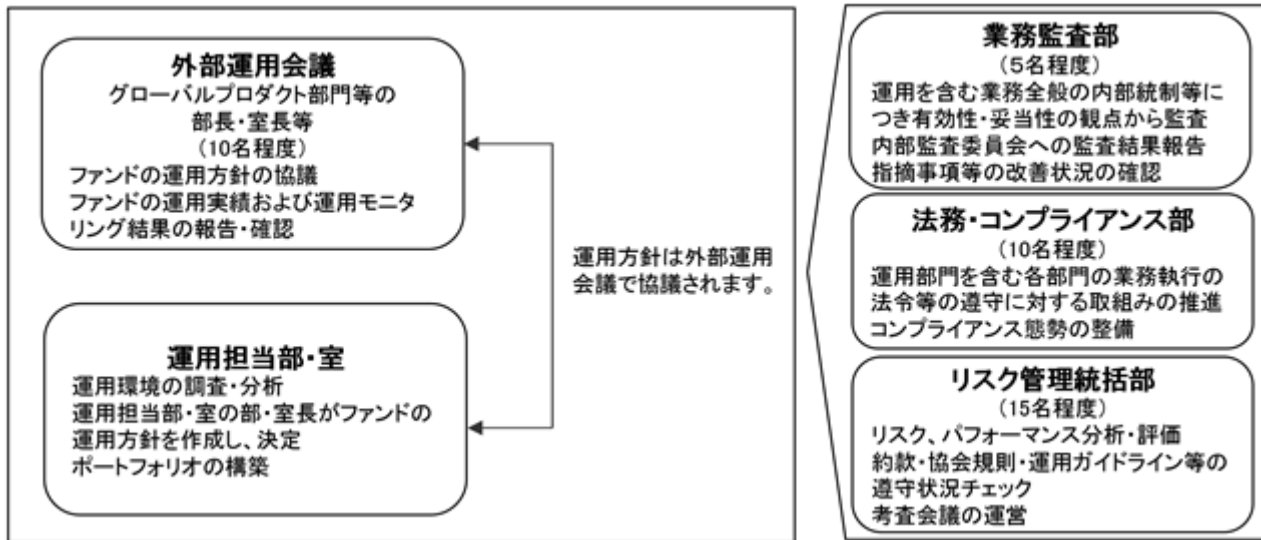 外部運用会議
グローバルプロダクト部門等の
部長・室長等
(10名程度)
ファンドの運用方針の協議
ファンドの運用実績および運用モニタ
リング結果の報告・確認
運用方針は外部運用
会議で協議されます。
運用担当部・室
運用環境の調査・分析
運用担当部・室の部・室長がファンドの
運用方針を作成し、決定
ポートフォリオの構築
業務監査部
(5名程度)
運用を含む業務全般の内部統制等に
つき有効性・妥当性の観点から監査
内部監査委員会への監査結果報告
指摘事項等の改善状況の確認
法務・コンプライアンス部
(10名程度)
運用部門を含む各部門の業務執行の
法令等の遵守に対する取組みの推進
コンプライアンス態勢の整備
リスク管理統括部
(15名程度)
リスク、パフォーマンス分析・評価
約款・協会規則・運用ガイドライン等の
遵守状況チェック
考査会議の運営